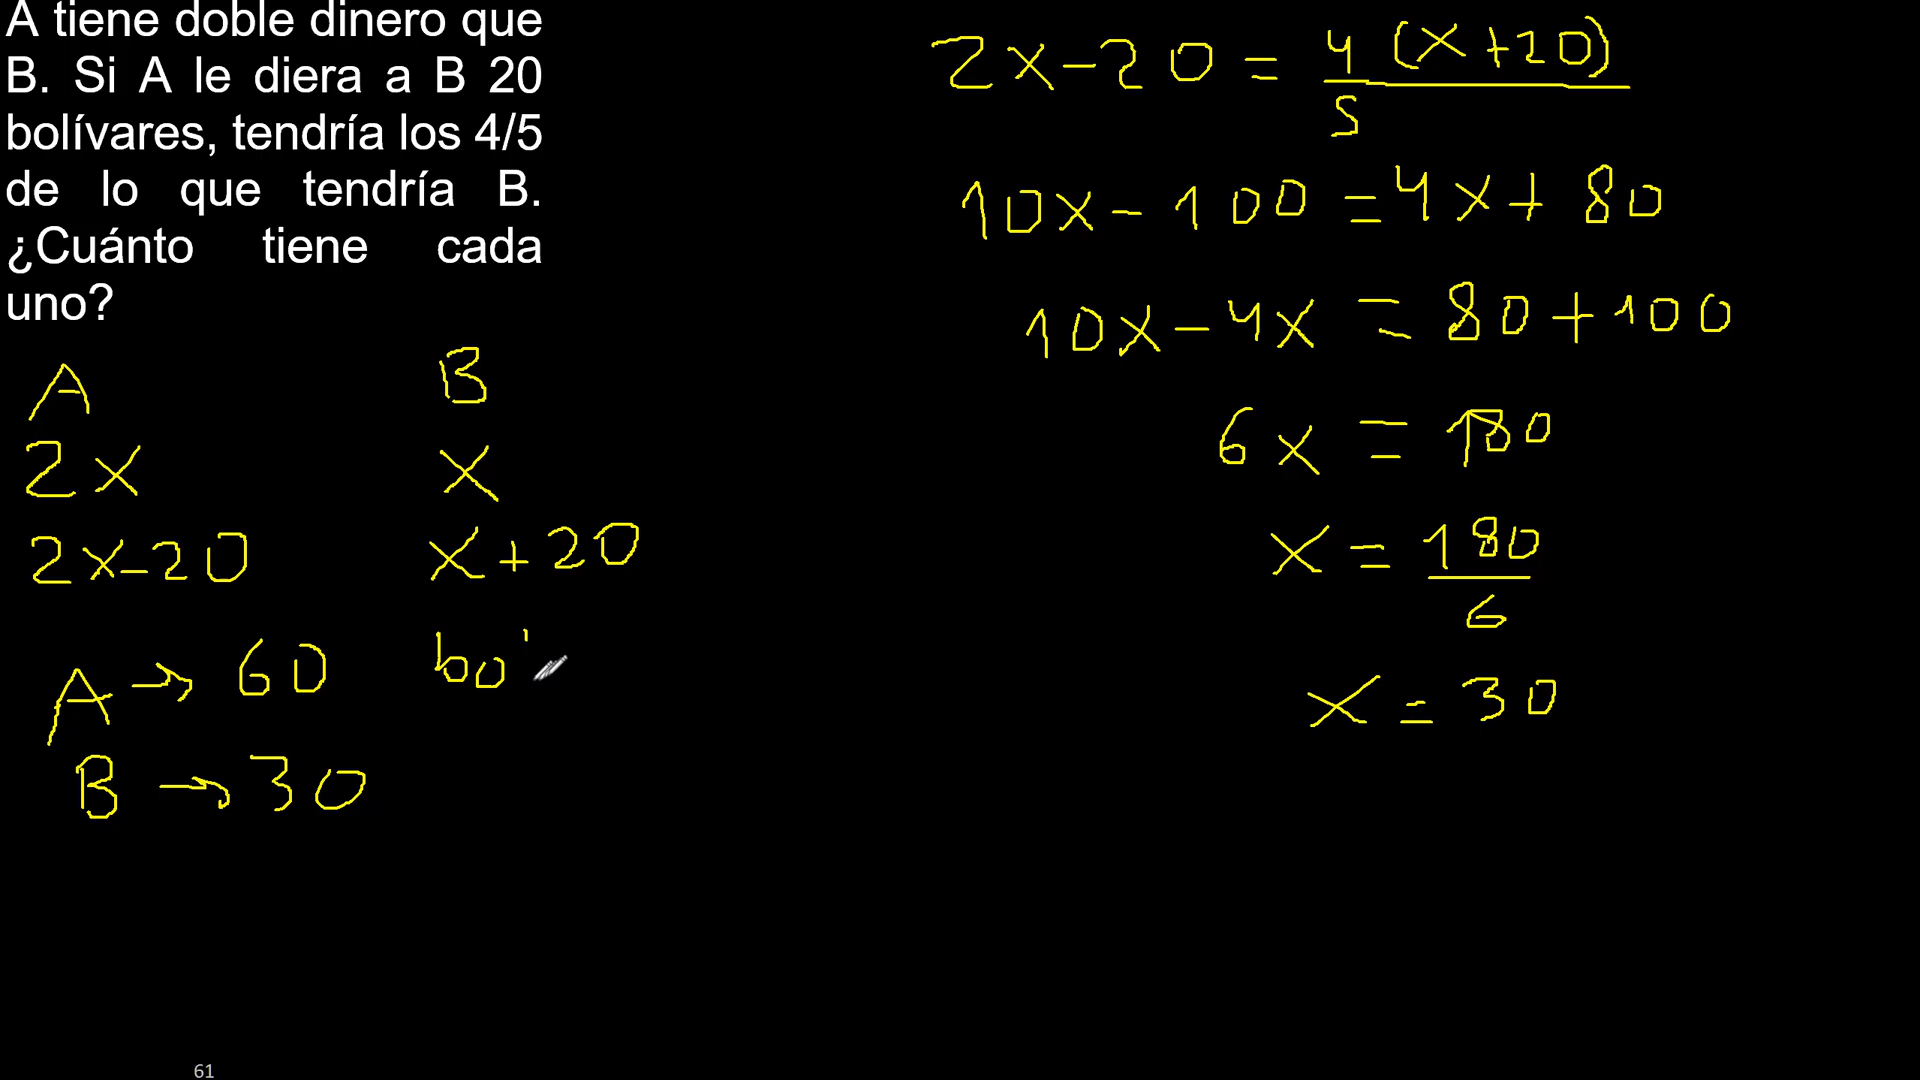 A tiene doble dinero que
B. Si A le diera a B 20
bolívares, tendría los 4/5
de lo que tendría B.
¿Cuánto tiene cada
uno?
A B
2x x
2x-20 x+20
A → 60 bo
B → 30
2x-20 = 4(x+20)/5
10x-100=4x+80
10x-4x = 80+100
6x = 180
x = 180/6
x = 30
61